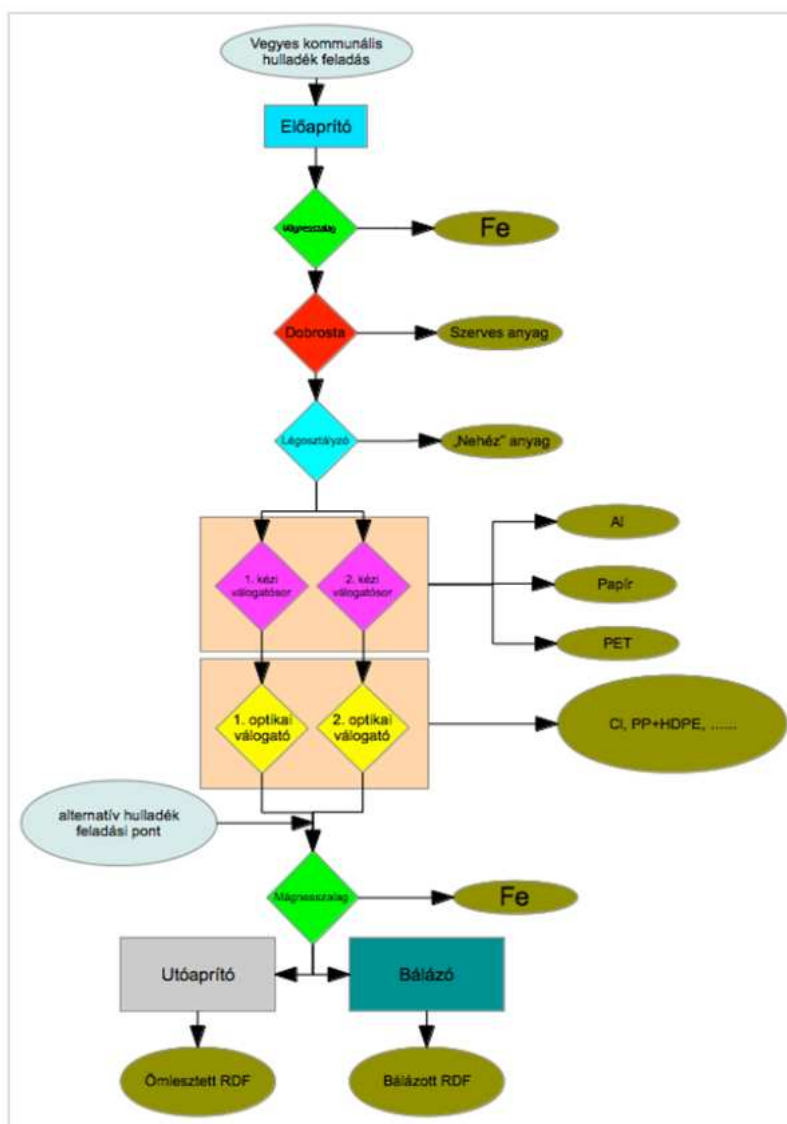 Vegyes kommunális
hulladék feladás
Előaprító
Fe
Dobrosta
Szerves anyag
Légosztályzó
„Nehéz” anyag
Al
1. kézi
válogatósor
2. kézi
válogatósor
Papír
PET
1. optikai
válogató
2. optikai
válogató
Cl, PP+HDPE, ......
alternatív hulladék
feladási pont
Mágnesszalag
Fe
Utóaprító
Bálázó
Ömlesztett RDF
Bálázott RDF